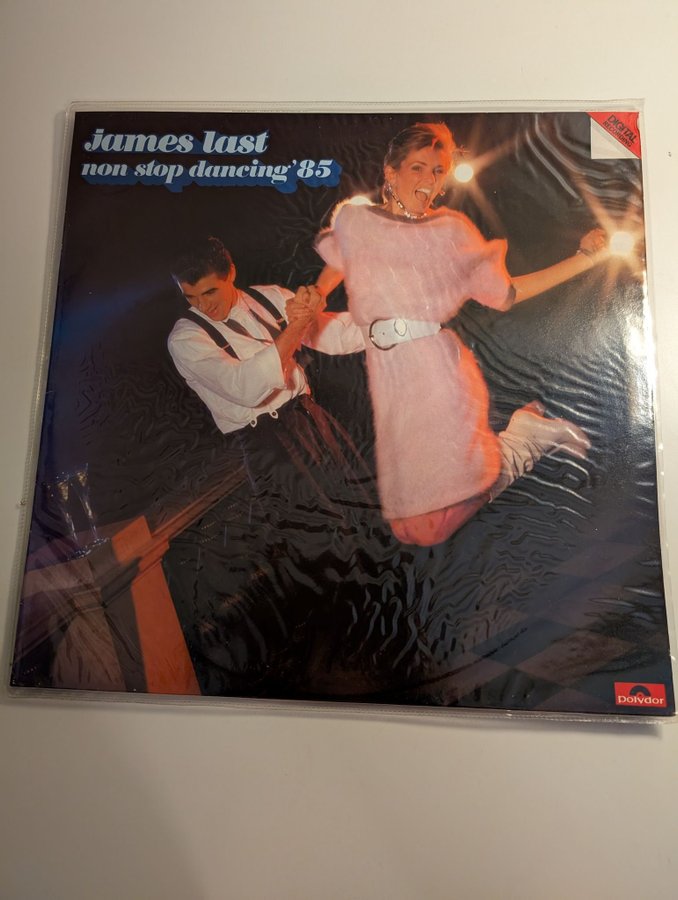 james last
non stop dancing '85
DIGITAL
RECORDING
polydor